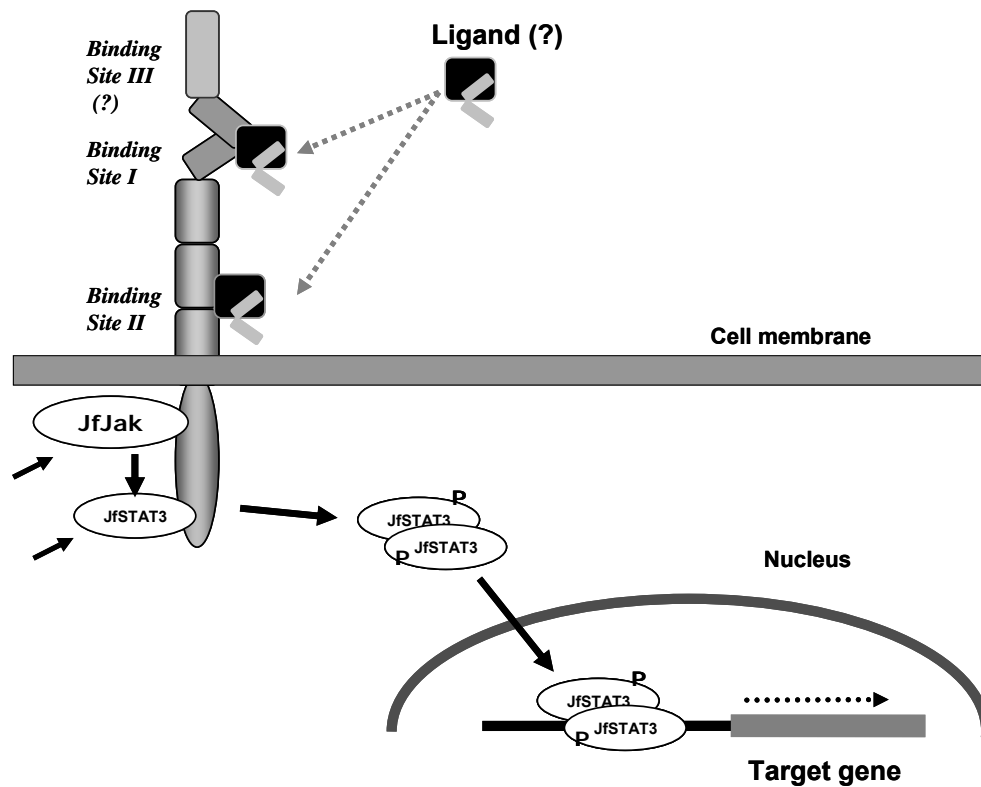 Ligand (?)
Binding
Site III
(?)
Binding
Site I
Binding
Site II
Cell membrane
JfJak
JfSTAT3
P
JfSTAT3
JfSTAT3
P
Nucleus
P
JfSTAT3
JfSTAT3
P
Target gene